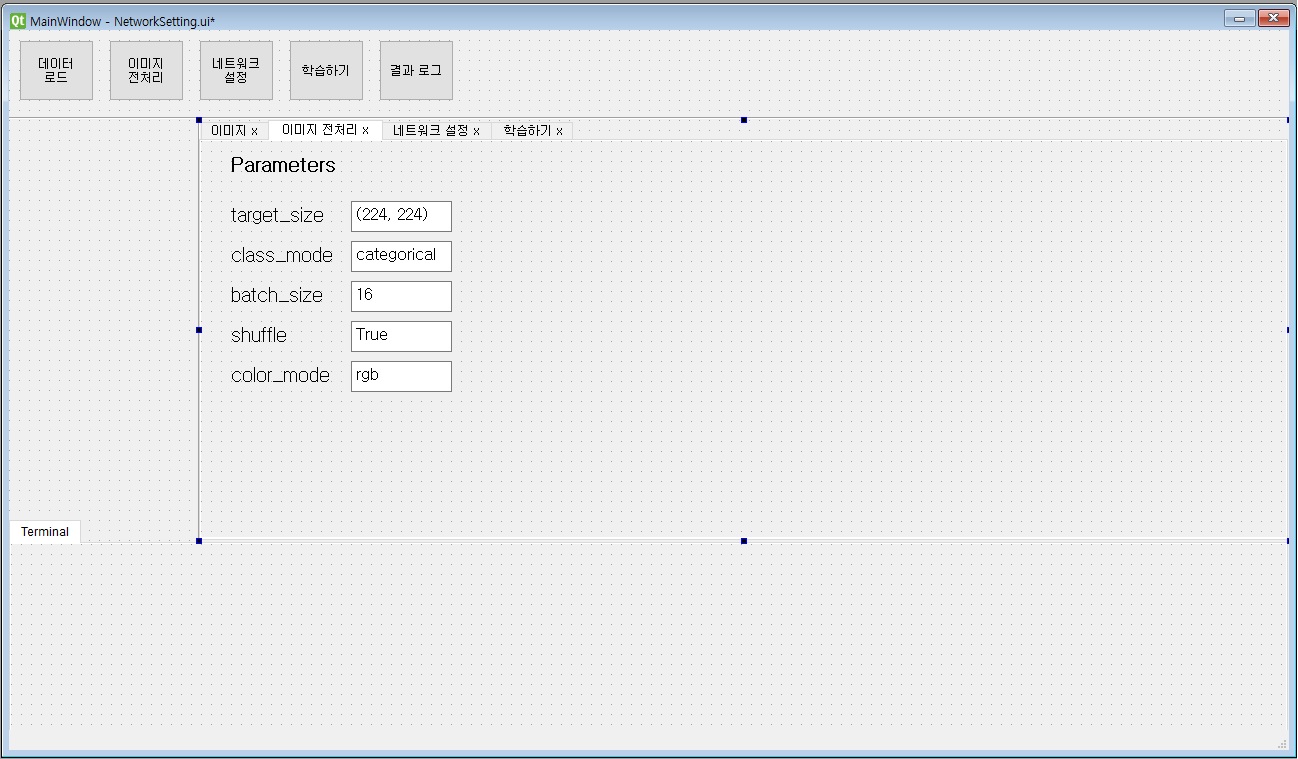 Qt MainWindow - NetworkSetting.ui*
데이터
로드
이미지
전처리
네트워크
설정
학습하기
결과 로그
이미지 x
이미지 전처리 x
네트워크 설정 x
학습하기 x
Parameters
target_size (224, 224)
class_mode categorical
batch_size 16
shuffle True
color_mode rgb
Terminal